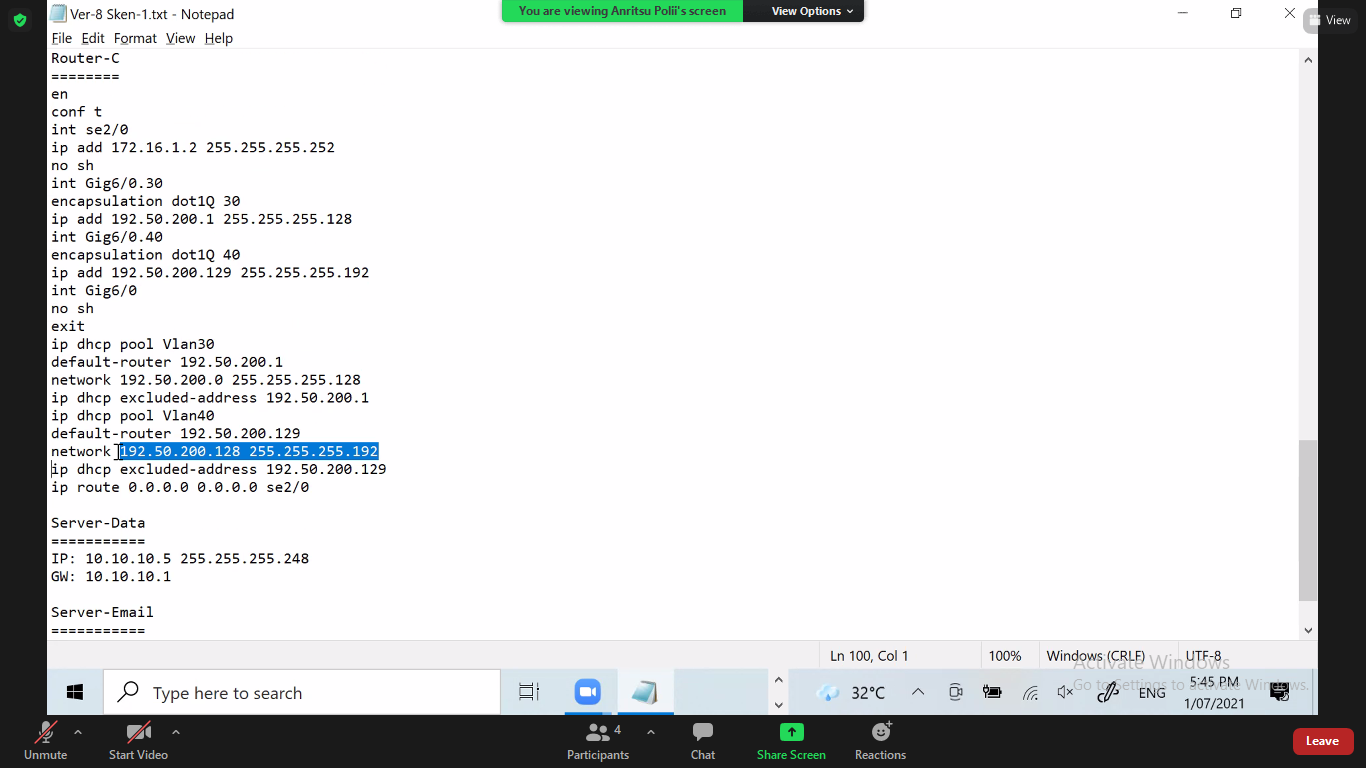 You are viewing Anritsu Polii's screen
View Options
View
Ver-8 Sken-1.txt - Notepad
File Edit Format View Help
Router-C
========
en
conf t
int se2/0
ip add 172.16.1.2 255.255.255.252
no sh
int Gig6/0.30
encapsulation dot1Q 30
ip add 192.50.200.1 255.255.255.128
int Gig6/0.40
encapsulation dot1Q 40
ip add 192.50.200.129 255.255.255.192
int Gig6/0
no sh
exit
ip dhcp pool Vlan30
default-router 192.50.200.1
network 192.50.200.0 255.255.255.128
ip dhcp excluded-address 192.50.200.1
ip dhcp pool Vlan40
default-router 192.50.200.129
network 192.50.200.128 255.255.255.192
ip dhcp excluded-address 192.50.200.129
ip route 0.0.0.0 0.0.0.0 se2/0
Server-Data
===========
IP: 10.10.10.5 255.255.255.248
GW: 10.10.10.1
Server-Email
===========
Ln 100, Col 1
100%
Windows (CRLF)
UTF-8
Activate Windows
Go to Settings to activate Windows.
Type here to search
32°C
ENG
5:45 PM
1/07/2021
Unmute
Start Video
Participants
4
Chat
Share Screen
Reactions
Leave